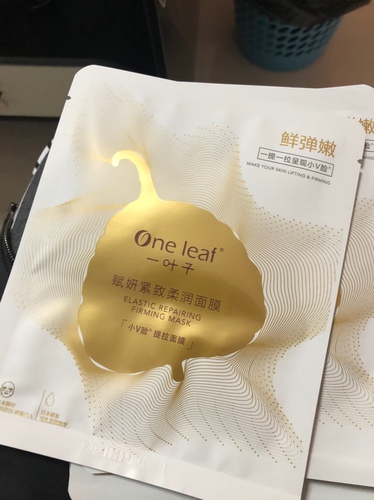 鲜弹嫩
一提一拉呈现小V脸*
MAKE YOUR SKIN LIFTING & FIRMING
One leaf®
一叶子
赋妍紧致柔润面膜
ELASTIC REPAIRING
FIRMING MASK
「小V脸*提拉面膜」
嫩